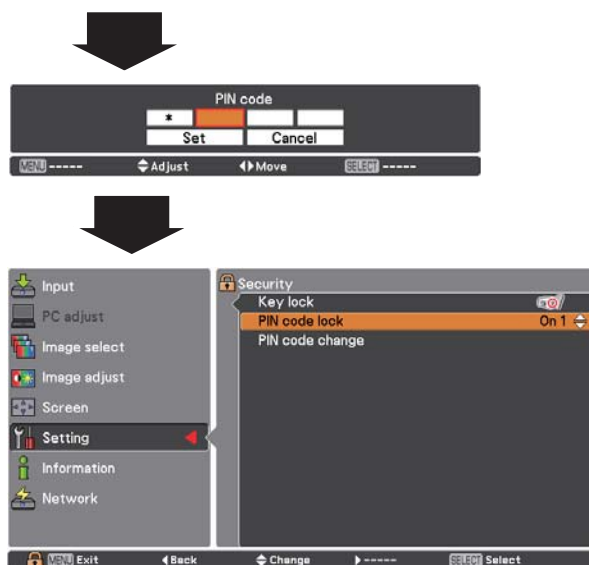 PIN code
*
Set Cancel
MENU ----- Adjust Move SELECT -----
Input
PC adjust
Image select
Image adjust
Screen
Setting
Information
Network
Security
Key lock
PIN code lock On 1
PIN code change
MENU Exit Back Change ----- SELECT Select